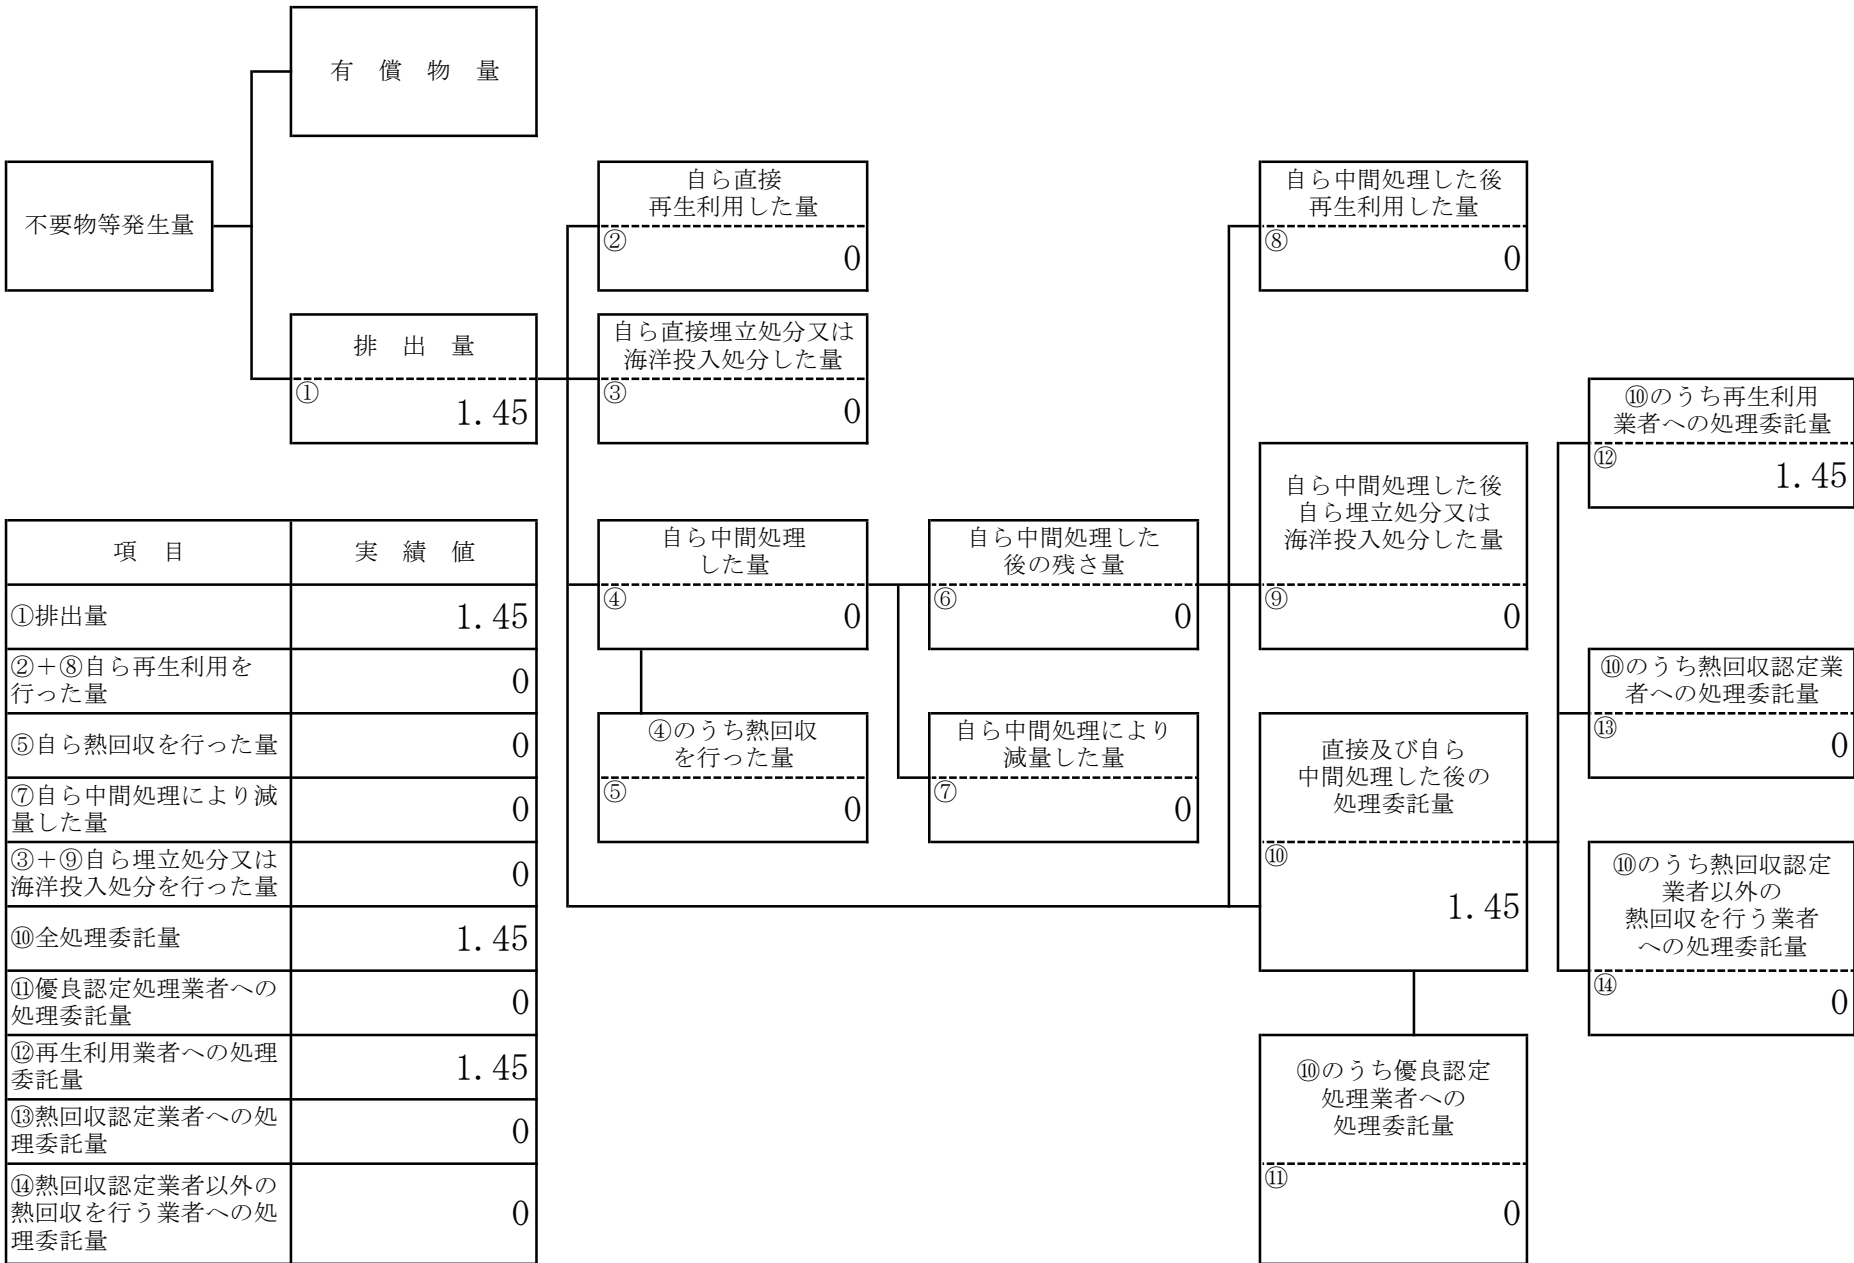 有 償 物 量
不要物等発生量
排 出 量
①
1.45
自ら直接
再生利用した量
②
0
自ら直接埋立処分又は
海洋投入処分した量
③
0
自ら中間処理
した量
④
0
④のうち熱回収
を行った量
⑤
0
自ら中間処理した
後の残さ量
⑥
0
自ら中間処理により
減量した量
⑦
0
自ら中間処理した後
再生利用した量
⑧
0
自ら中間処理した後
自ら埋立処分又は
海洋投入処分した量
⑨
0
直接及び自ら
中間処理した後の
処理委託量
⑩
1.45
⑩のうち優良認定
処理業者への
処理委託量
⑪
0
⑩のうち再生利用
業者への処理委託量
⑫
1.45
⑩のうち熱回収認定業
者への処理委託量
⑬
0
⑩のうち熱回収認定
業者以外の
熱回収を行う業者
への処理委託量
⑭
0
項 目 実 績 値
①排出量 1.45
②＋⑧自ら再生利用を
行った量 0
⑤自ら熱回収を行った量 0
⑦自ら中間処理により減
量した量 0
③＋⑨自ら埋立処分又は
海洋投入処分を行った量 0
⑩全処理委託量 1.45
⑪優良認定処理業者への
処理委託量 0
⑫再生利用業者への処理
委託量 1.45
⑬熱回収認定業者への処
理委託量 0
⑭熱回収認定業者以外の
熱回収を行う業者への処
理委託量 0